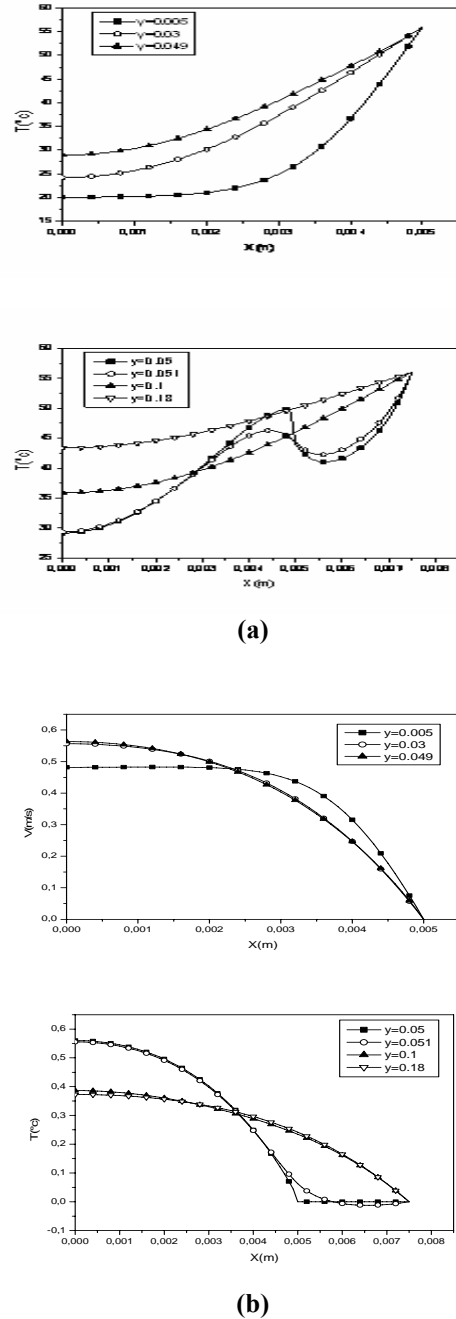 60
y=0.005
55
y=0.03
50
y=0.049
45
40
T(°c)
35
30
25
20
15
0,000 0,001 0,002 0,003 0,004 0,005
X(m)
60
y=0.05
55
y=0.051
50
y=0.1
y=0.18
45
T(°c)
40
35
30
25
0,000 0,001 0,002 0,003 0,004 0,005 0,006 0,007 0,008
X (m)
(a)
0,6
y=0.005
y=0.03
0,5
y=0.049
0,4
V(m/s)
0,3
0,2
0,1
0,0
0,000 0,001 0,002 0,003 0,004 0,005
X(m)
0,6
y=0.05
0,5
y=0.051
y=0.1
0,4
y=0.18
T(°c)
0,3
0,2
0,1
0,0
-0,1
0,000 0,001 0,002 0,003 0,004 0,005 0,006 0,007 0,008
X(m)
(b)